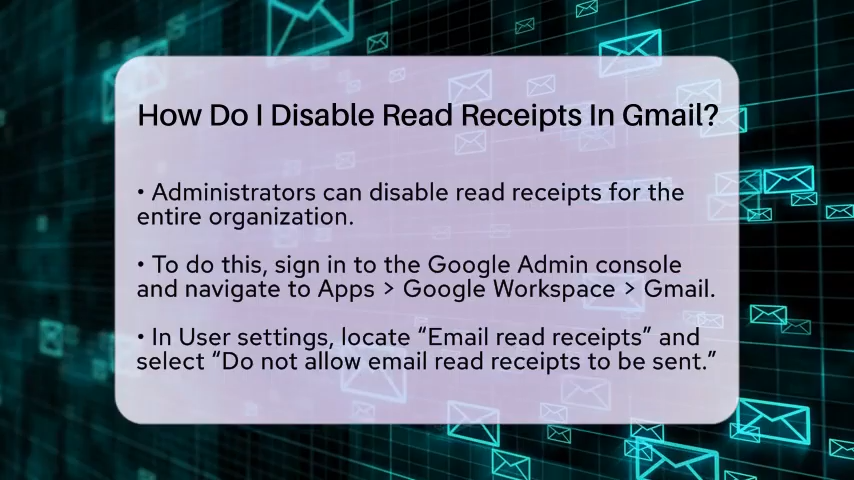 How Do I Disable Read Receipts In Gmail?
• Administrators can disable read receipts for the
entire organization.
• To do this, sign in to the Google Admin console
and navigate to Apps > Google Workspace > Gmail.
• In User settings, locate “Email read receipts” and
select “Do not allow email read receipts to be sent.”